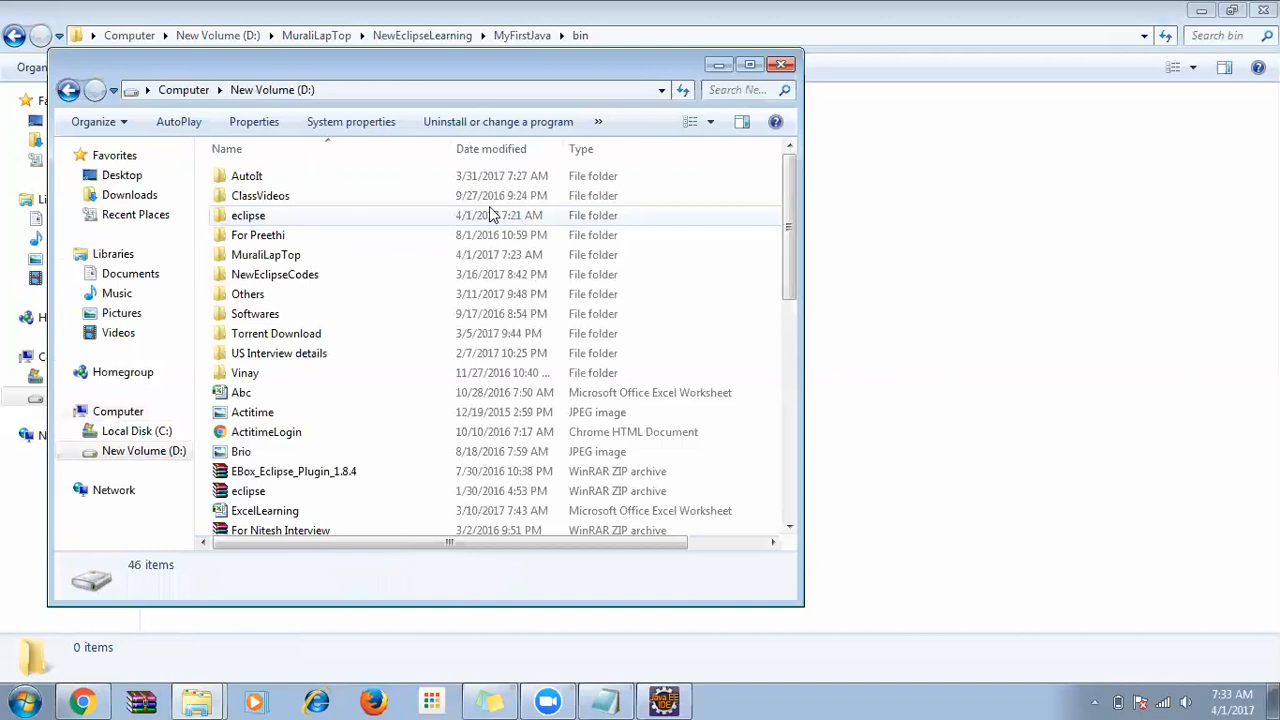 Computer New Volume (D:) MuraliLapTop NewEclipseLearning MyFirstJava bin Search bin
Organ
Computer New Volume (D:) Search Ne...
Organize AutoPlay Properties System properties Uninstall or change a program »
Name Date modified Type
Favorites
Desktop
Downloads
Recent Places
Libraries
Documents
Music
Pictures
Videos
Homegroup
Computer
Local Disk (C:)
New Volume (D:)
Network
AutoIt 3/31/2017 7:27 AM File folder
ClassVideos 9/27/2016 9:24 PM File folder
eclipse 4/1/20 7:21 AM File folder
For Preethi 8/1/2016 10:59 PM File folder
MuraliLapTop 4/1/2017 7:23 AM File folder
NewEclipseCodes 3/16/2017 8:42 PM File folder
Others 3/11/2017 9:48 PM File folder
Softwares 9/17/2016 8:54 PM File folder
Torrent Download 3/5/2017 9:44 PM File folder
US Interview details 2/7/2017 10:25 PM File folder
Vinay 11/27/2016 10:40 ... File folder
Abc 10/28/2016 7:50 AM Microsoft Office Excel Worksheet
Actitime 12/19/2015 2:59 PM JPEG image
ActitimeLogin 10/10/2016 7:17 AM Chrome HTML Document
Brio 8/18/2016 7:59 AM JPEG image
EBox_Eclipse_Plugin_1.8.4 7/30/2016 10:38 PM WinRAR ZIP archive
eclipse 1/30/2016 4:53 PM WinRAR ZIP archive
ExcelLearning 3/10/2017 7:43 AM Microsoft Office Excel Worksheet
For Nitesh Interview 3/2/2016 9:51 PM WinRAR ZIP archive
46 items
0 items
Java EE
IDE
7:33 AM
4/1/2017